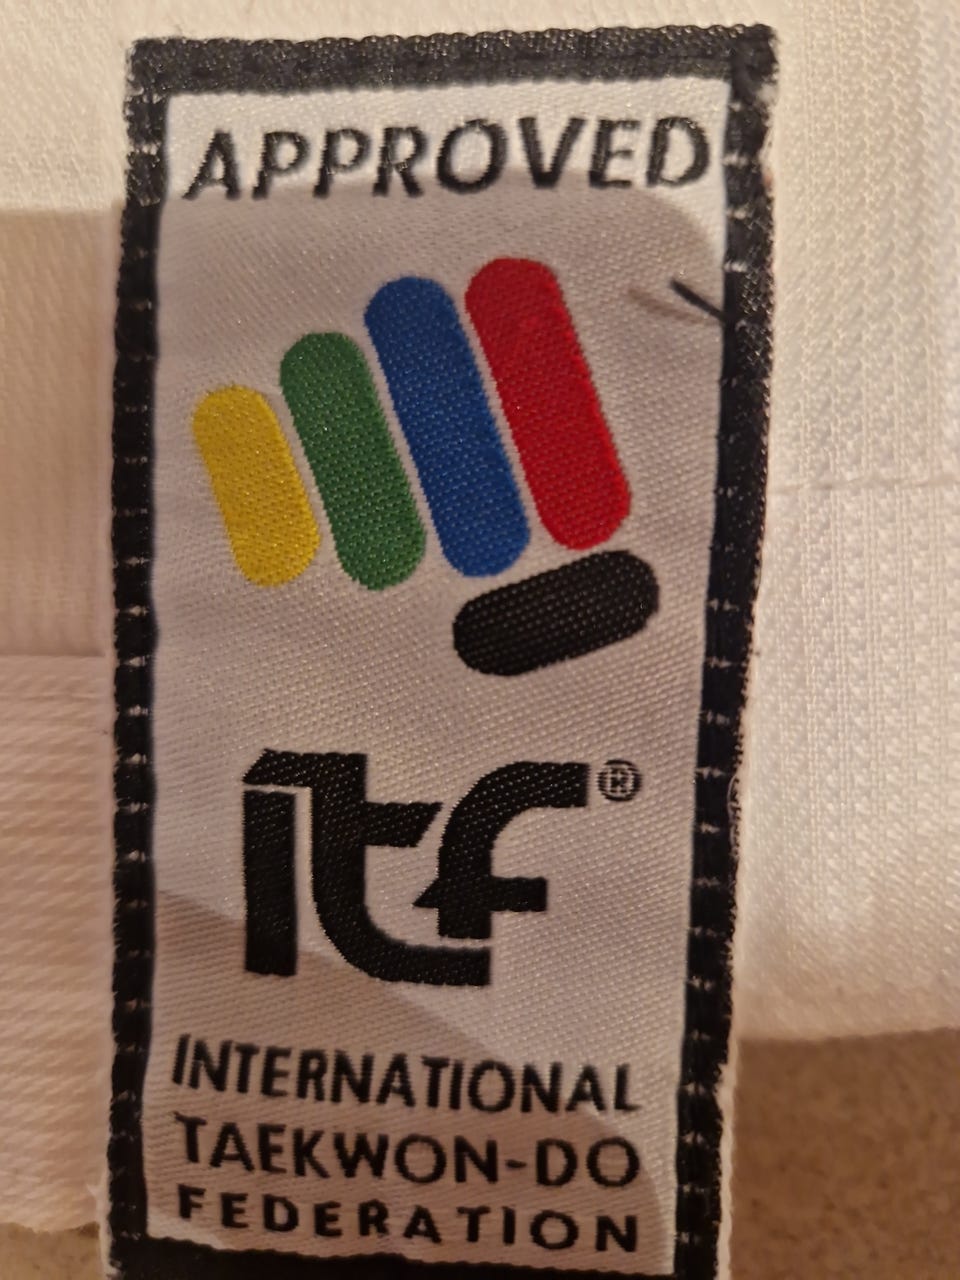 APPROVED
ITF®
INTERNATIONAL
TAEKWON-DO
FEDERATION